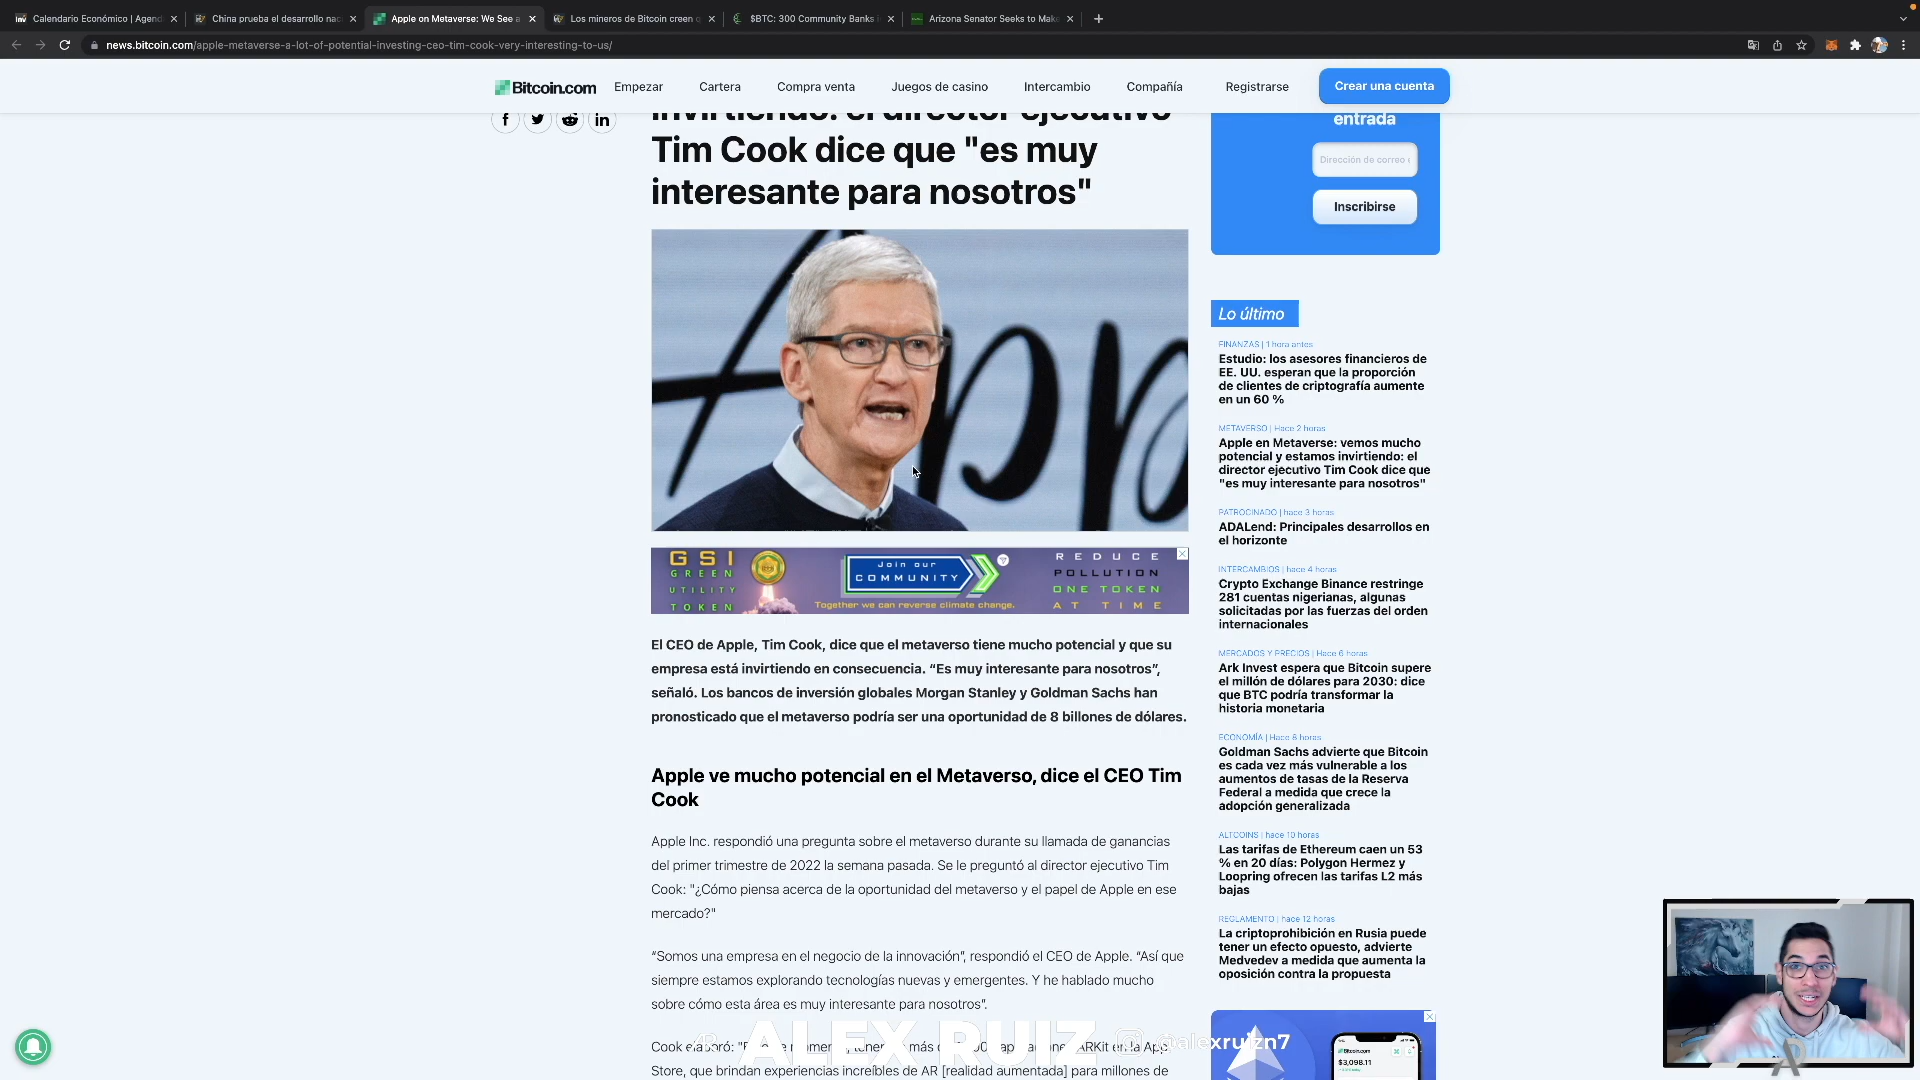 Calendario Económico | Agend
China prueba el desarrollo nac
Apple on Metaverse: We See a
Los mineros de Bitcoin creen q
$BTC: 300 Community Banks i
Arizona Senator Seeks to Make
news.bitcoin.com/apple-metaverse-a-lot-of-potential-investing-ceo-tim-cook-very-interesting-to-us/
Bitcoin.com
Empezar
Cartera
Compra venta
Juegos de casino
Intercambio
Compañía
Registrarse
Crear una cuenta
invirtiendo: el director ejecutivo
Tim Cook dice que "es muy
interesante para nosotros"
entrada
Dirección de correo
Inscribirse
GSI
GREEN
UTILITY
TOKEN
Join our
COMMUNITY
Together we can reverse climate change.
REDUCE
POLLUTION
ONE TOKEN
AT TIME
El CEO de Apple, Tim Cook, dice que el metaverso tiene mucho potencial y que su
empresa está invirtiendo en consecuencia. “Es muy interesante para nosotros”,
señaló. Los bancos de inversión globales Morgan Stanley y Goldman Sachs han
pronosticado que el metaverso podría ser una oportunidad de 8 billones de dólares.
Apple ve mucho potencial en el Metaverso, dice el CEO Tim
Cook
Apple Inc. respondió una pregunta sobre el metaverso durante su llamada de ganancias
del primer trimestre de 2022 la semana pasada. Se le preguntó al director ejecutivo Tim
Cook: "¿Cómo piensa acerca de la oportunidad del metaverso y el papel de Apple en ese
mercado?"
“Somos una empresa en el negocio de la innovación”, respondió el CEO de Apple. “Así que
siempre estamos explorando tecnologías nuevas y emergentes. Y he hablado mucho
sobre cómo esta área es muy interesante para nosotros”.
Store, que brindan experiencias increíbles de AR [realidad aumentada] para millones de
Lo último
FINANZAS | 1 hora antes
Estudio: los asesores financieros de
EE. UU. esperan que la proporción
de clientes de criptografía aumente
en un 60 %
METAVERSO | Hace 2 horas
Apple en Metaverse: vemos mucho
potencial y estamos invirtiendo: el
director ejecutivo Tim Cook dice que
"es muy interesante para nosotros"
PATROCINADO | hace 3 horas
ADALend: Principales desarrollos en
el horizonte
INTERCAMBIOS | hace 4 horas
Crypto Exchange Binance restringe
281 cuentas nigerianas, algunas
solicitadas por las fuerzas del orden
internacionales
MERCADOS Y PRECIOS | Hace 6 horas
Ark Invest espera que Bitcoin supere
el millón de dólares para 2030: dice
que BTC podría transformar la
historia monetaria
ECONOMÍA | Hace 8 horas
Goldman Sachs advierte que Bitcoin
es cada vez más vulnerable a los
aumentos de tasas de la Reserva
Federal a medida que crece la
adopción generalizada
ALTCOINS | hace 10 horas
Las tarifas de Ethereum caen un 53
% en 20 días: Polygon Hermez y
Loopring ofrecen las tarifas L2 más
bajas
REGLAMENTO | hace 12 horas
La criptoprohibición en Rusia puede
tener un efecto opuesto, advierte
Medvedev a medida que aumenta la
oposición contra la propuesta
Bitcoin.com
$3,098.11
ALEX RUIZ
@alexruizn7